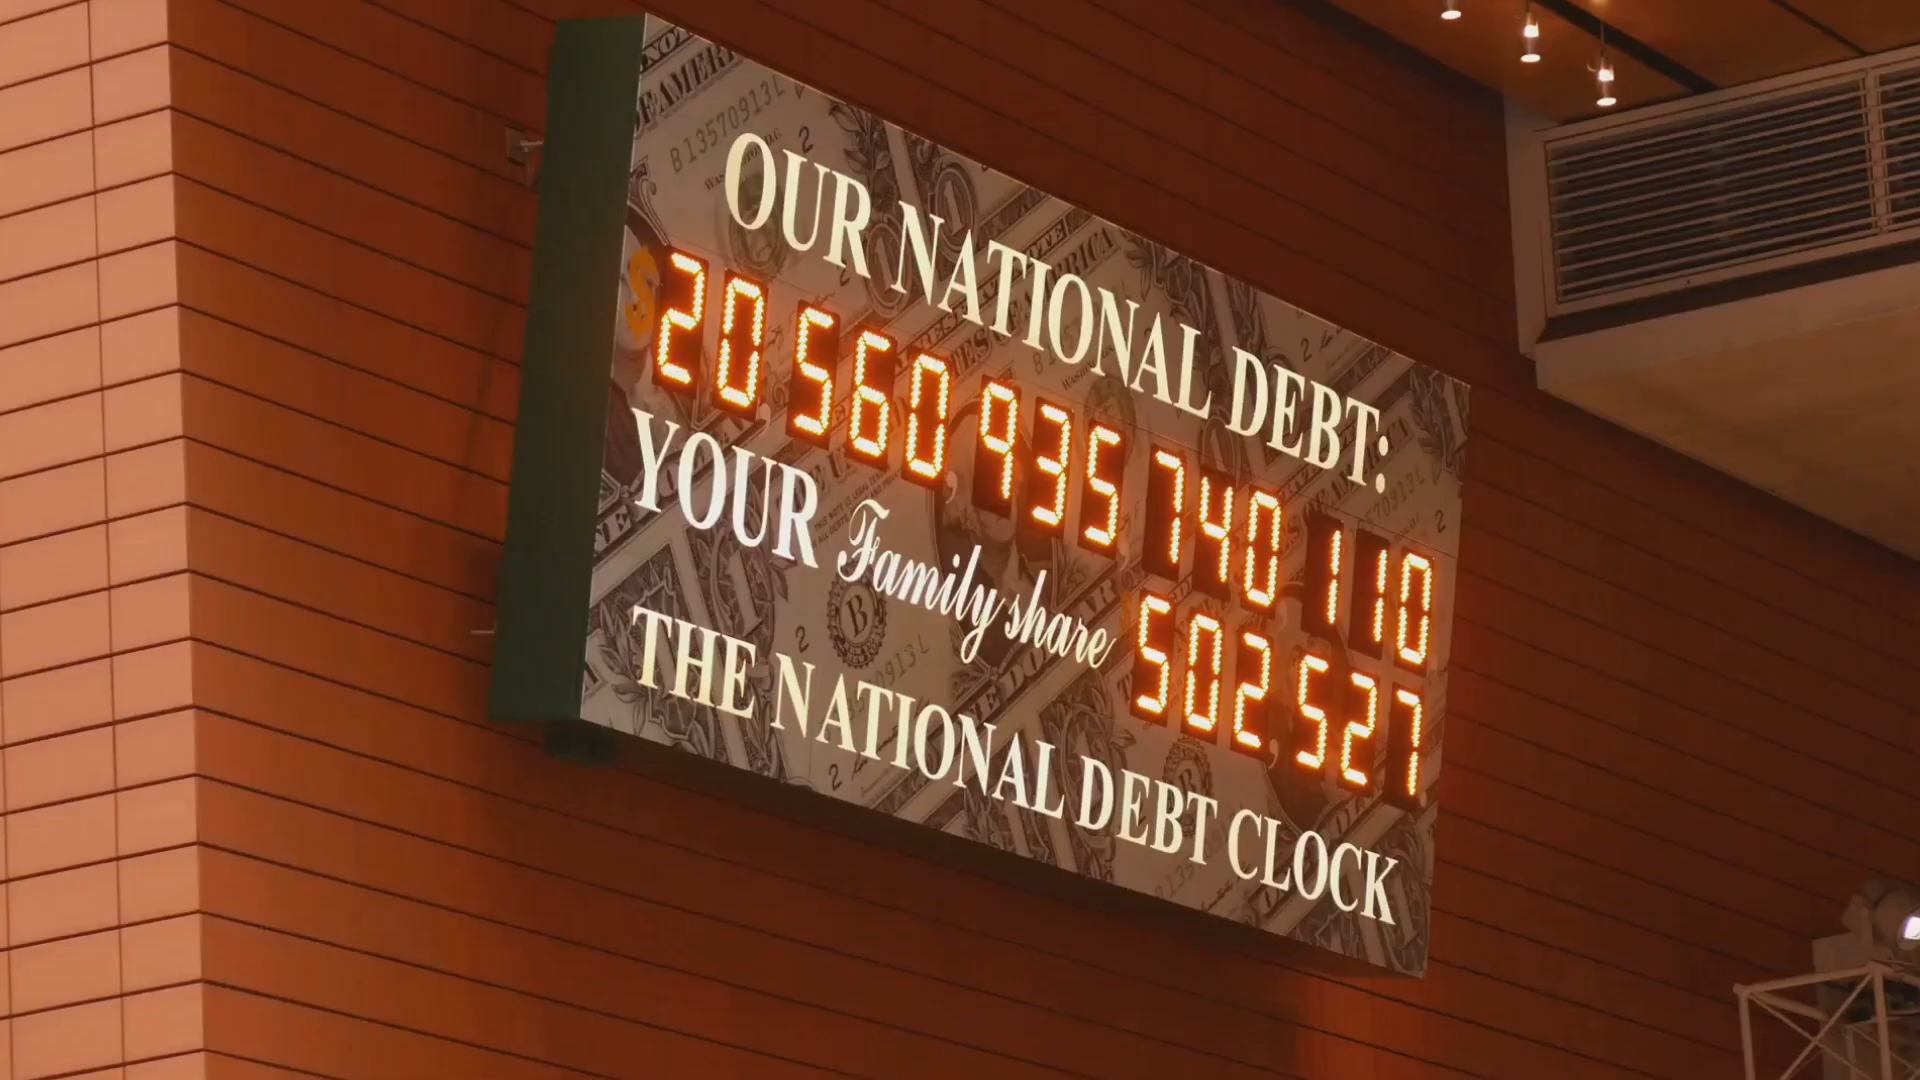 OUR NATIONAL DEBT:
$20,560,935,740,110
YOUR Family share $502,527
THE NATIONAL DEBT CLOCK